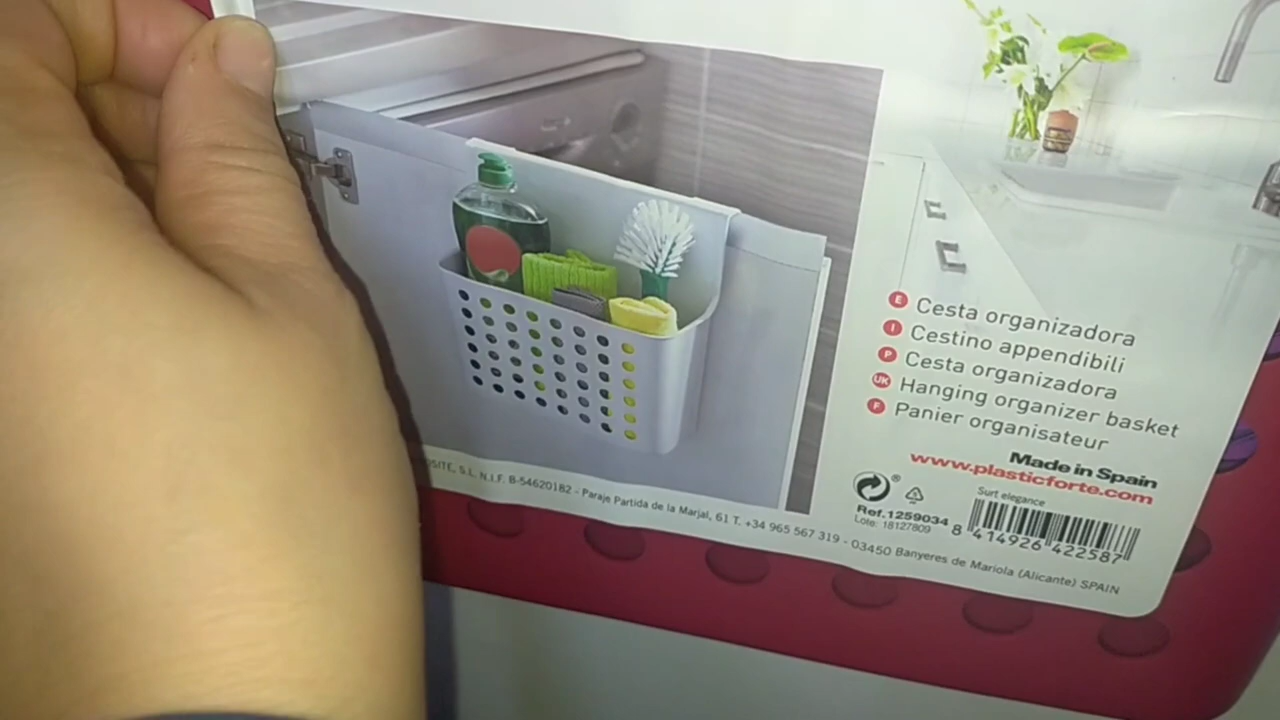 E Cesta organizadora
I Cestino appendibili
P Cesta organizadora
UK Hanging organizer basket
F Panier organisateur
Made in Spain
www.plasticforte.com
Surt elegance
Ref.1259034
Lote: 18127809
8 414926 422587
S.L. N.I.F. B-54620182 - Paraje Partida de la Marjal, 61 T. +34 965 567 319 - 03450 Banyeres de Mariola (Alicante) SPAIN